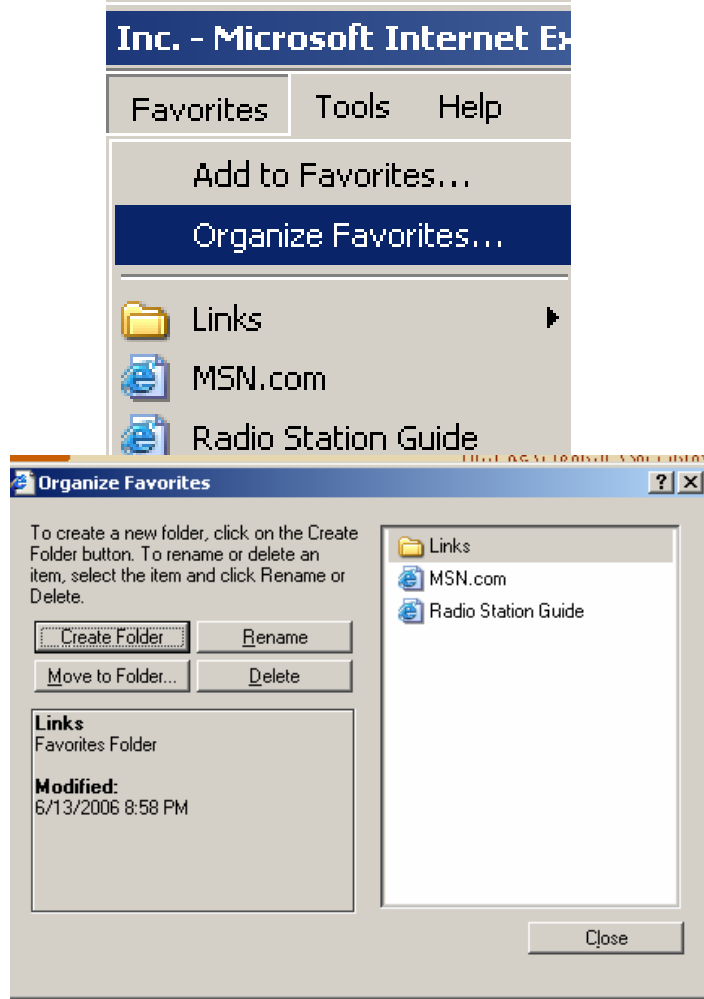 Inc. - Microsoft Internet Ex
Favorites Tools Help
Add to Favorites...
Organize Favorites...
Links
MSN.com
Radio Station Guide
Organize Favorites
To create a new folder, click on the Create
Folder button. To rename or delete an
item, select the item and click Rename or
Delete.
Create Folder Rename
Move to Folder... Delete
Links
Favorites Folder
Modified:
6/13/2006 8:58 PM
Links
MSN.com
Radio Station Guide
Close